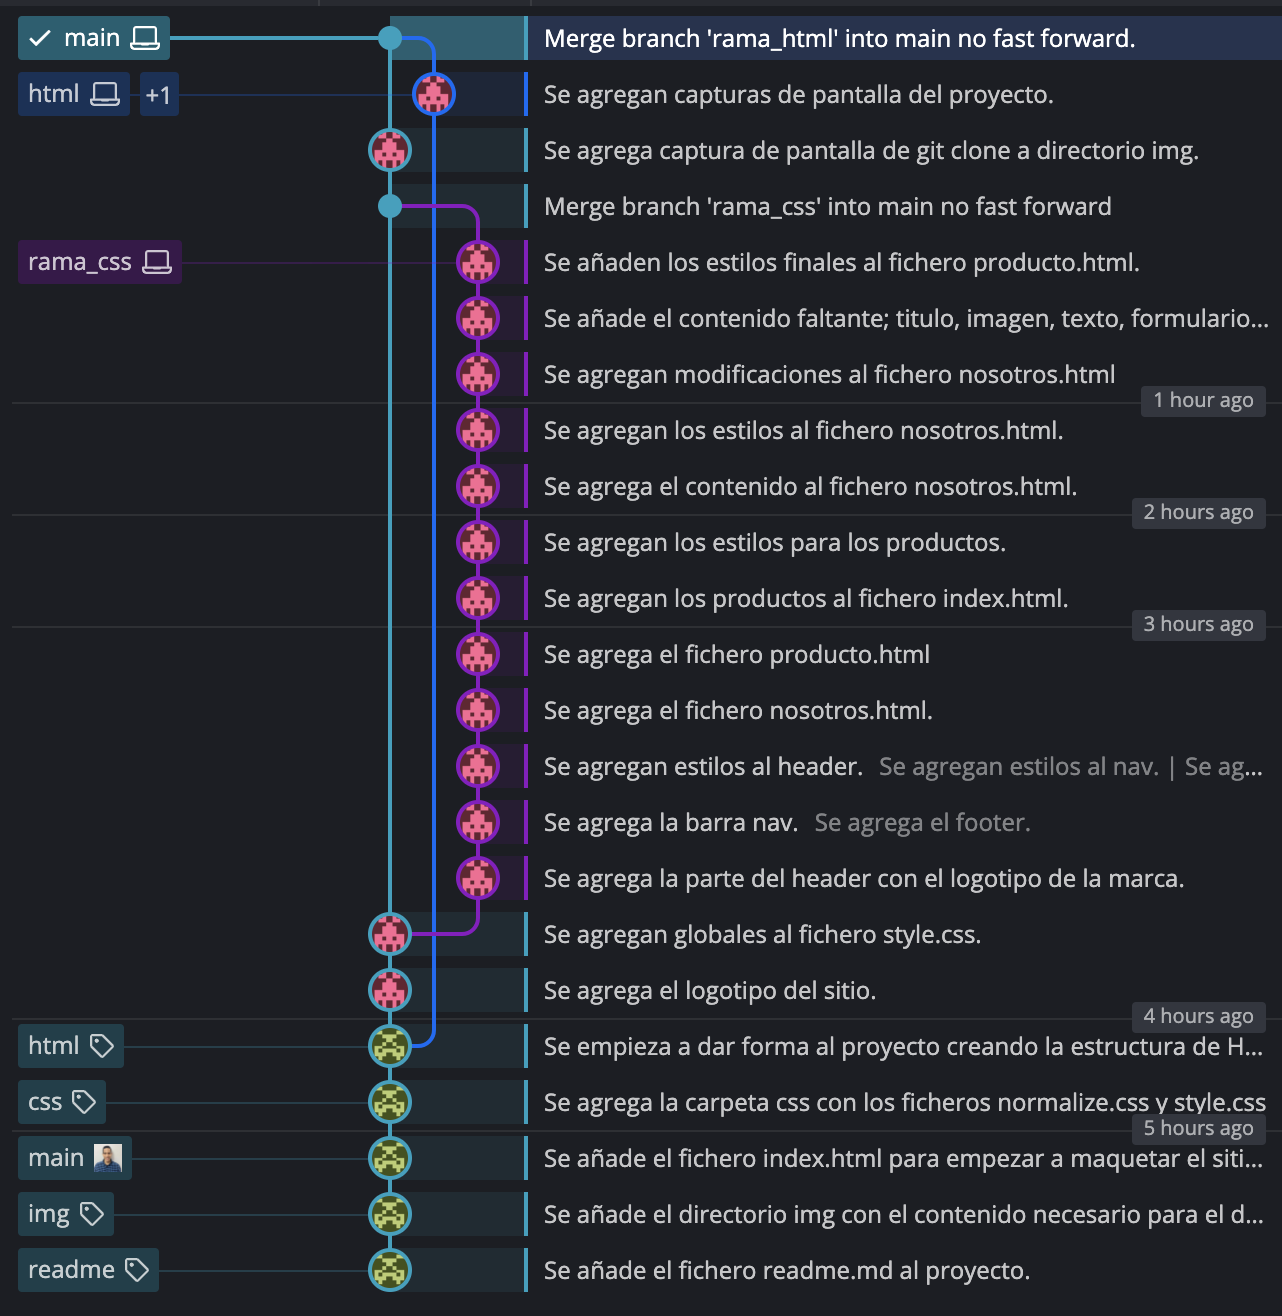 main Merge branch 'rama_html' into main no fast forward.
html +1 Se agregan capturas de pantalla del proyecto.
Se agrega captura de pantalla de git clone a directorio img.
Merge branch 'rama_css' into main no fast forward
rama_css Se añaden los estilos finales al fichero producto.html.
Se añade el contenido faltante; titulo, imagen, texto, formulario...
Se agregan modificaciones al fichero nosotros.html
1 hour ago
Se agregan los estilos al fichero nosotros.html.
Se agrega el contenido al fichero nosotros.html.
2 hours ago
Se agregan los estilos para los productos.
Se agregan los productos al fichero index.html.
3 hours ago
Se agrega el fichero producto.html
Se agrega el fichero nosotros.html.
Se agregan estilos al header. Se agregan estilos al nav. | Se ag...
Se agrega la barra nav. Se agrega el footer.
Se agrega la parte del header con el logotipo de la marca.
Se agregan globales al fichero style.css.
Se agrega el logotipo del sitio.
4 hours ago
html Se empieza a dar forma al proyecto creando la estructura de H...
css Se agrega la carpeta css con los ficheros normalize.css y style.css
5 hours ago
main Se añade el fichero index.html para empezar a maquetar el siti...
img Se añade el directorio img con el contenido necesario para el d...
readme Se añade el fichero readme.md al proyecto.